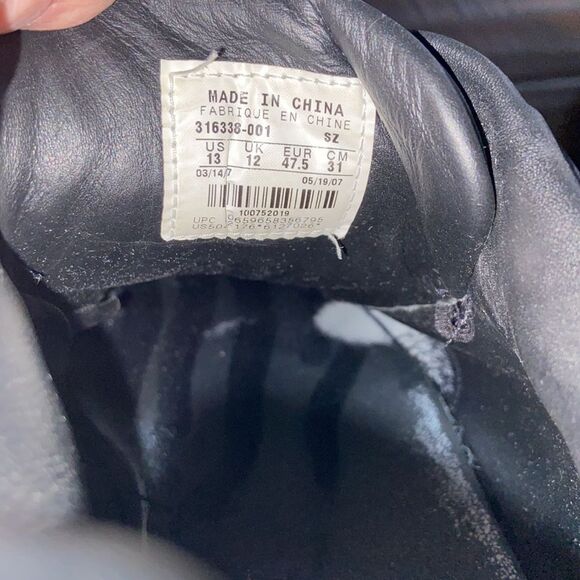 MADE IN CHINA
FABRIQUE EN CHINE
316338-001 SZ
US UK EUR CM
13 12 47.5 31
03/14/7 05/19/07
100752019
UPC